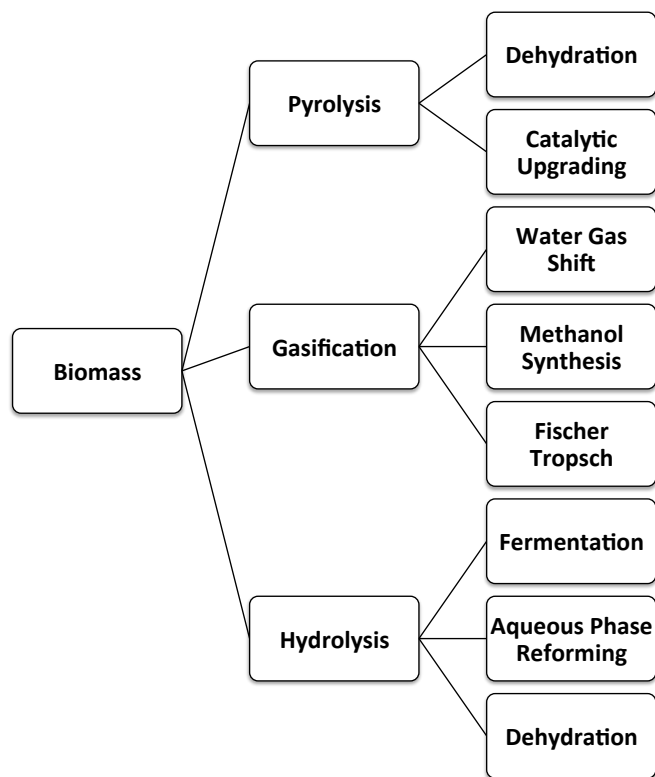 Biomass
Pyrolysis
Dehydration
Catalytic
Upgrading
Gasification
Water Gas
Shift
Methanol
Synthesis
Fischer
Tropsch
Hydrolysis
Fermentation
Aqueous Phase
Reforming
Dehydration